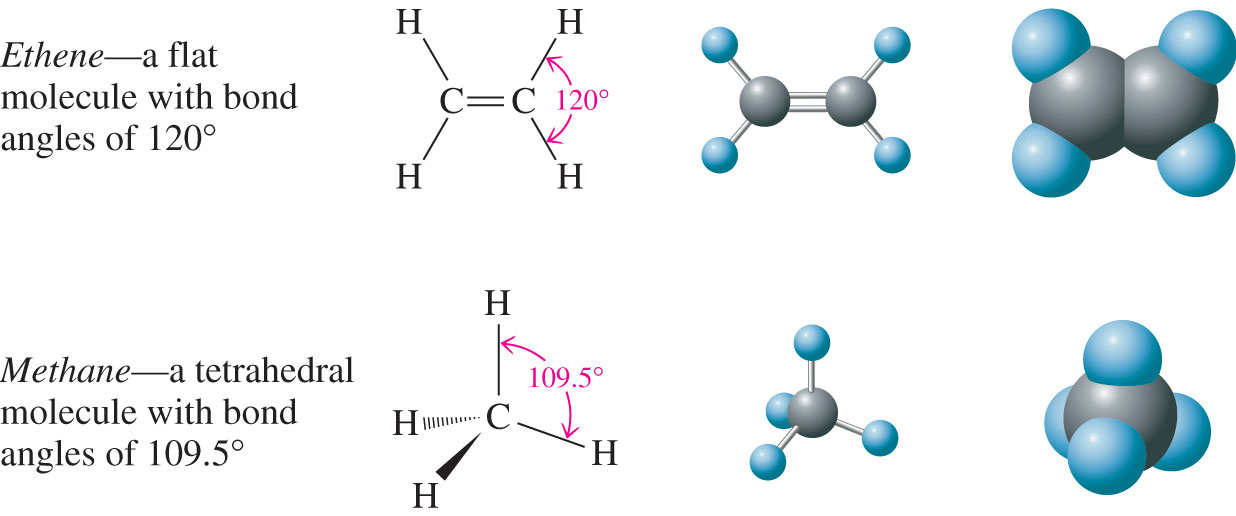 Ethene—a flat
molecule with bond
angles of 120°
H H
C=C 120°
H H
Methane—a tetrahedral
molecule with bond
angles of 109.5°
H
109.5°
H C
H
H